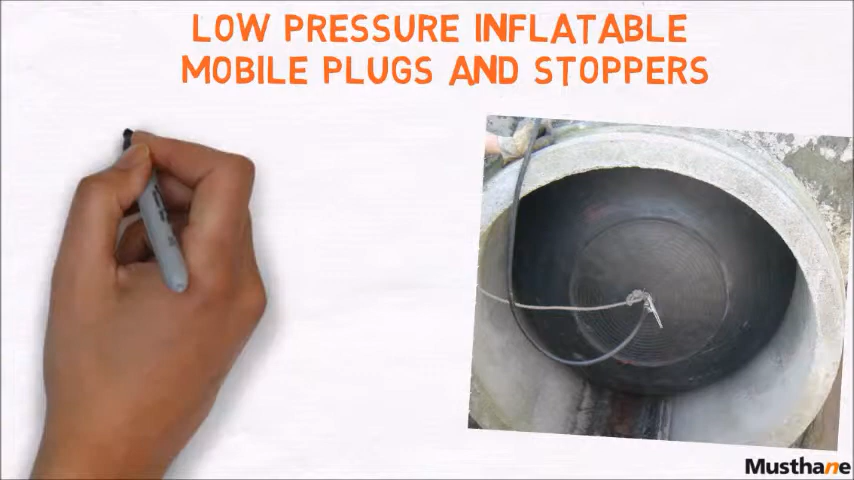 LOW PRESSURE INFLATABLE
MOBILE PLUGS AND STOPPERS
Musthane